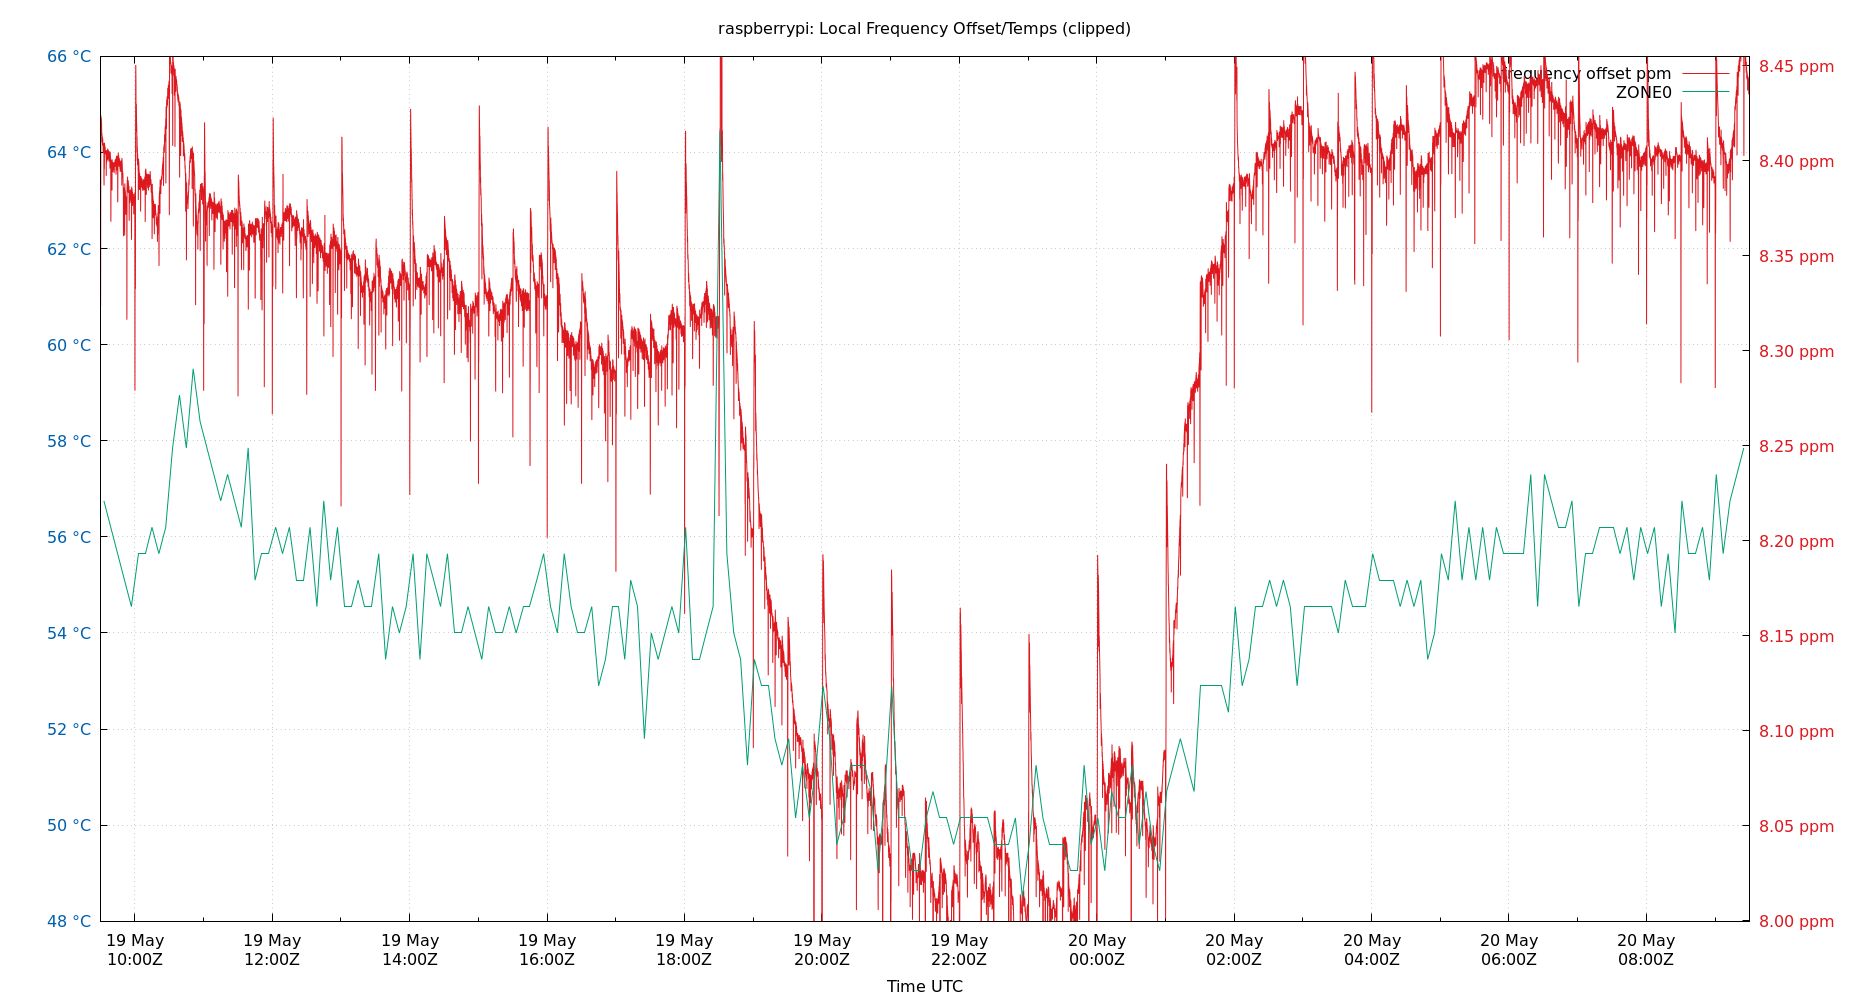 raspberrypi: Local Frequency Offset/Temps (clipped)
66 °C
64 °C
62 °C
60 °C
58 °C
56 °C
54 °C
52 °C
50 °C
48 °C
frequency offset ppm
ZONE0
8.45 ppm
8.40 ppm
8.35 ppm
8.30 ppm
8.25 ppm
8.20 ppm
8.15 ppm
8.10 ppm
8.05 ppm
8.00 ppm
19 May
10:00Z
19 May
12:00Z
19 May
14:00Z
19 May
16:00Z
19 May
18:00Z
19 May
20:00Z
19 May
22:00Z
20 May
00:00Z
20 May
02:00Z
20 May
04:00Z
20 May
06:00Z
20 May
08:00Z
Time UTC